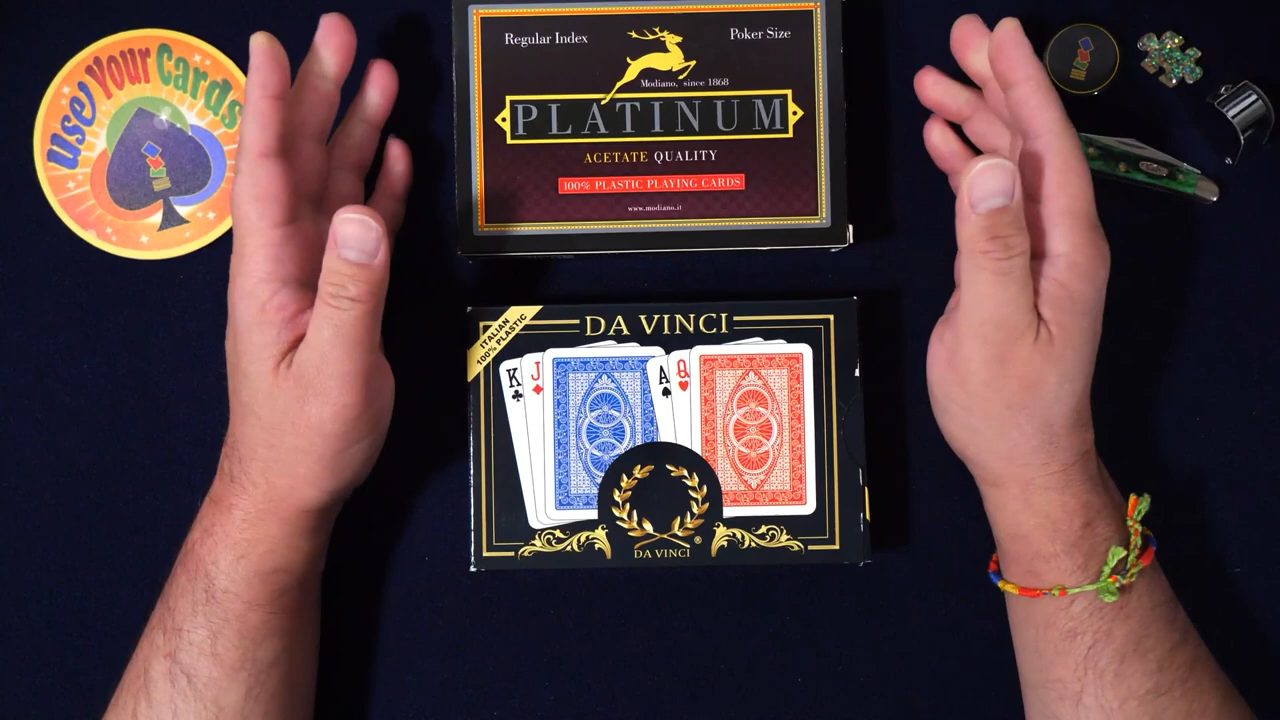 Use Your Cards
Regular Index
Poker Size
Modiano, since 1868
PLATINUM
ACETATE QUALITY
100% PLASTIC PLAYING CARDS
www.modiano.it
ITALIAN
100% PLASTIC
DA VINCI
K J A Q
DA VINCI ®